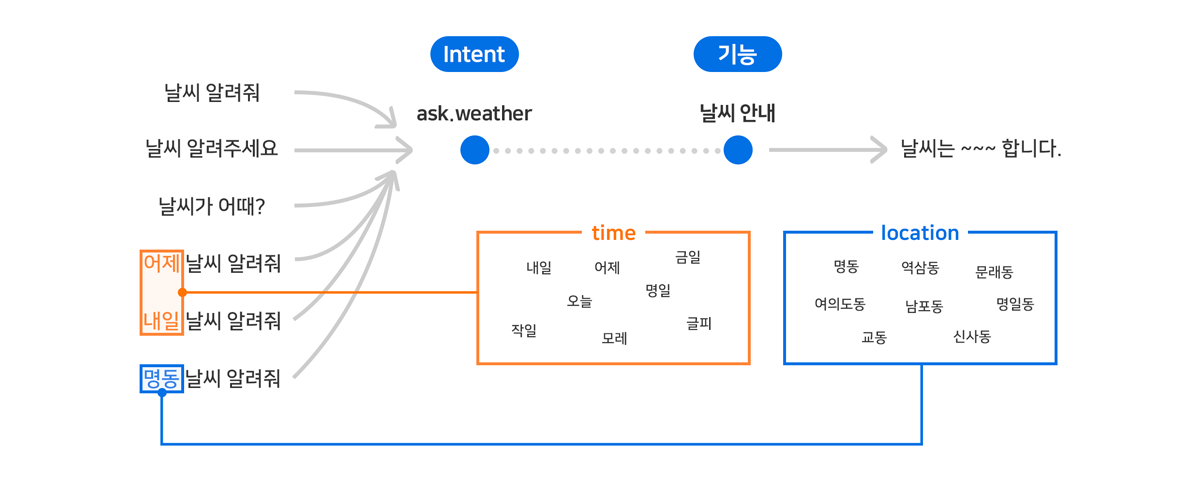 Intent
기능
날씨 알려줘
ask.weather
날씨 안내
날씨 알려주세요
날씨는 ~~~ 합니다.
날씨가 어때?
어제 날씨 알려줘
내일 날씨 알려줘
명동 날씨 알려줘
time
내일 어제 금일
오늘 명일
작일 모레 글피
location
명동 역삼동 문래동
여의도동 남포동 명일동
교동 신사동